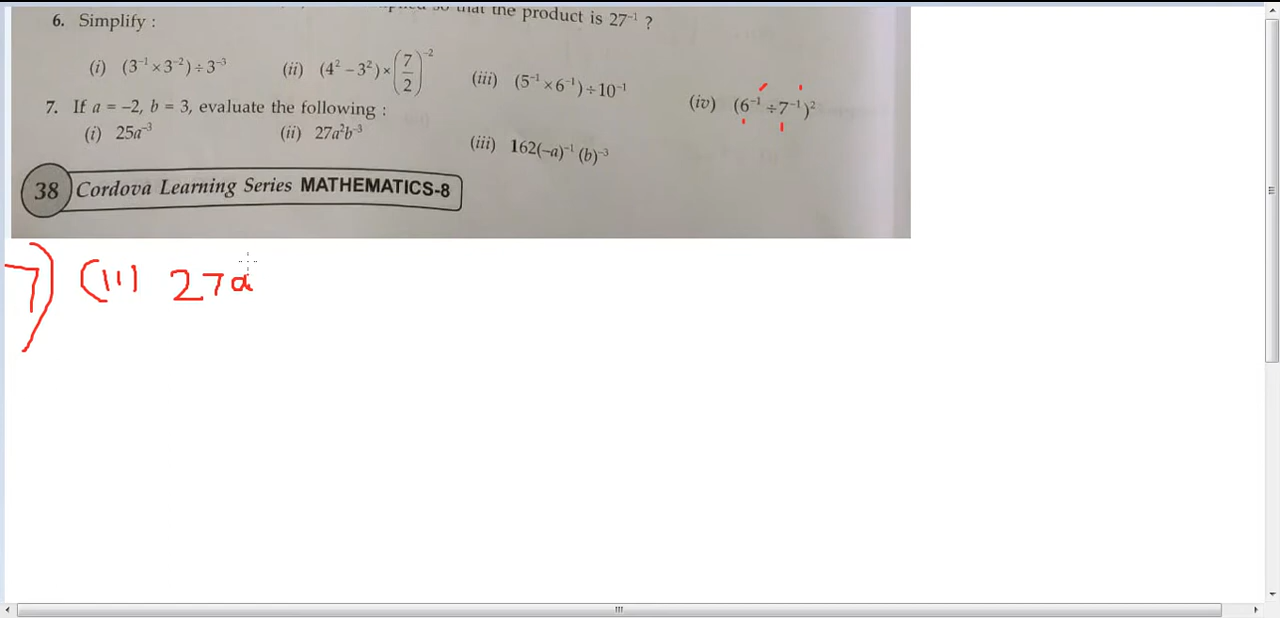 that the product is 27⁻¹ ?
6. Simplify :
(i) (3⁻¹ × 3⁻²) ÷ 3⁻³ (ii) (4² – 3²) × (7/2)⁻² (iii) (5⁻¹ × 6⁻¹) ÷ 10⁻¹ (iv) (6⁻¹ ÷ 7⁻¹)²
7. If a = –2, b = 3, evaluate the following :
(i) 25a⁻³ (ii) 27a²b⁻³ (iii) 162(–a)⁻¹ (b)⁻³
38 Cordova Learning Series MATHEMATICS-8
7) (ii) 27a